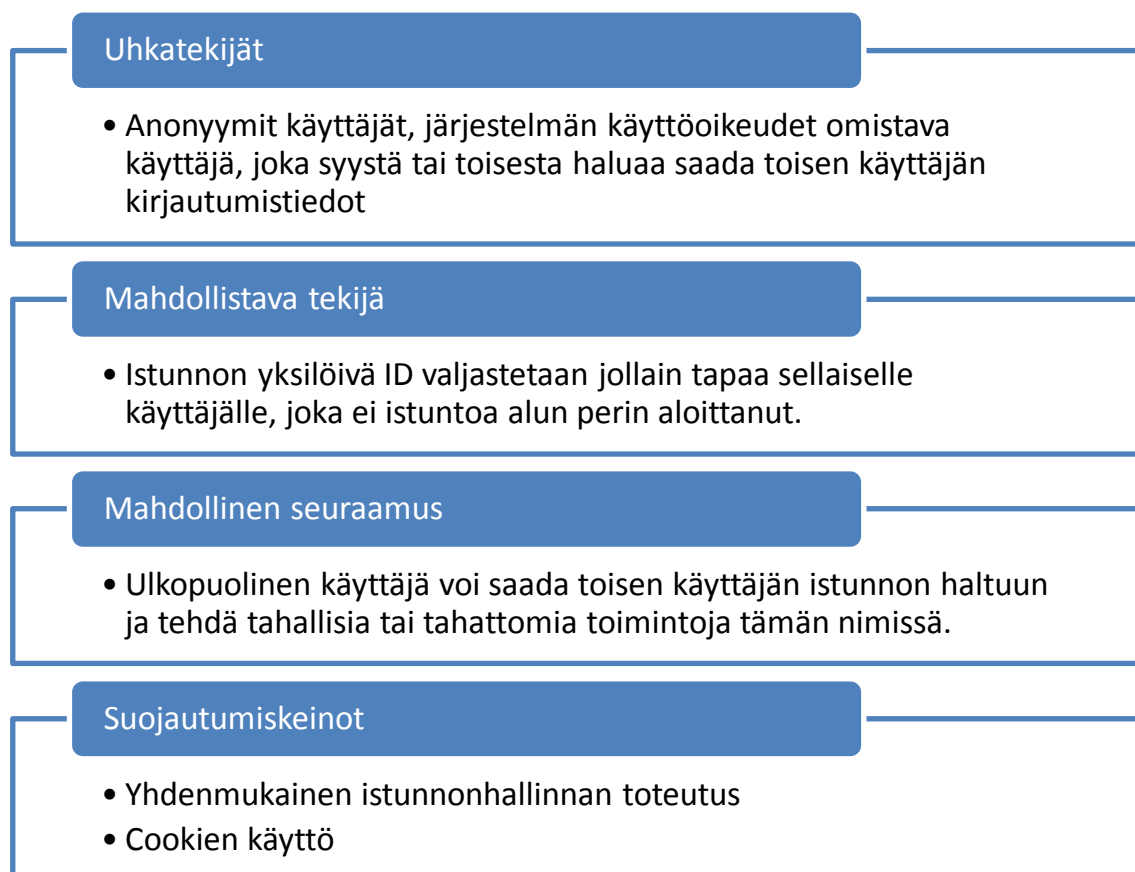 Uhkatekijät
• Anonyymit käyttäjät, järjestelmän käyttöoikeudet omistava
käyttäjä, joka syystä tai toisesta haluaa saada toisen käyttäjän
kirjautumistiedot
Mahdollistava tekijä
• Istunnon yksilöivä ID valjastetaan jollain tapaa sellaiselle
käyttäjälle, joka ei istuntoa alun perin aloittanut.
Mahdollinen seuraamus
• Ulkopuolinen käyttäjä voi saada toisen käyttäjän istunnon haltuun
ja tehdä tahallisia tai tahattomia toimintoja tämän nimissä.
Suojautumiskeinot
• Yhdenmukainen istunnonhallinnan toteutus
• Cookien käyttö